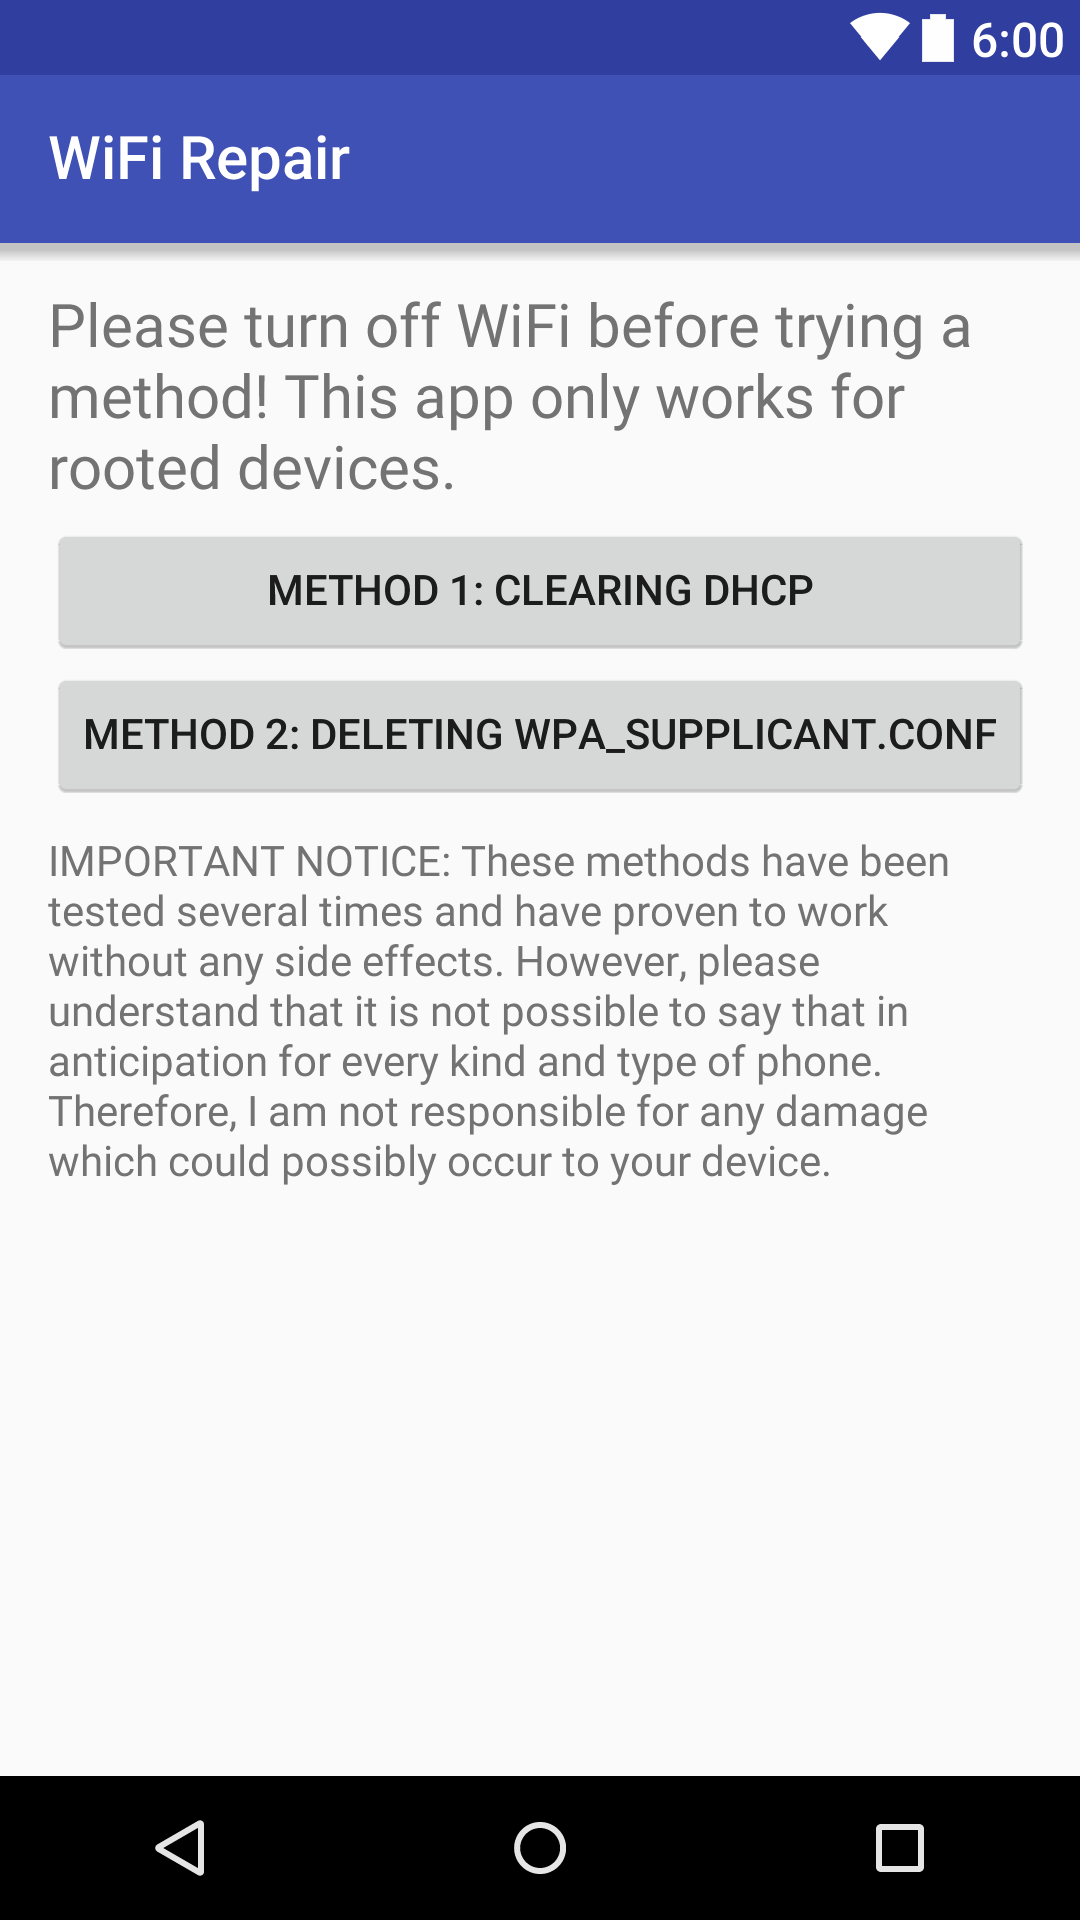 6:00
WiFi Repair
Please turn off WiFi before trying a
method! This app only works for
rooted devices.
METHOD 1: CLEARING DHCP
METHOD 2: DELETING WPA_SUPPLICANT.CONF
IMPORTANT NOTICE: These methods have been
tested several times and have proven to work
without any side effects. However, please
understand that it is not possible to say that in
anticipation for every kind and type of phone.
Therefore, I am not responsible for any damage
which could possibly occur to your device.